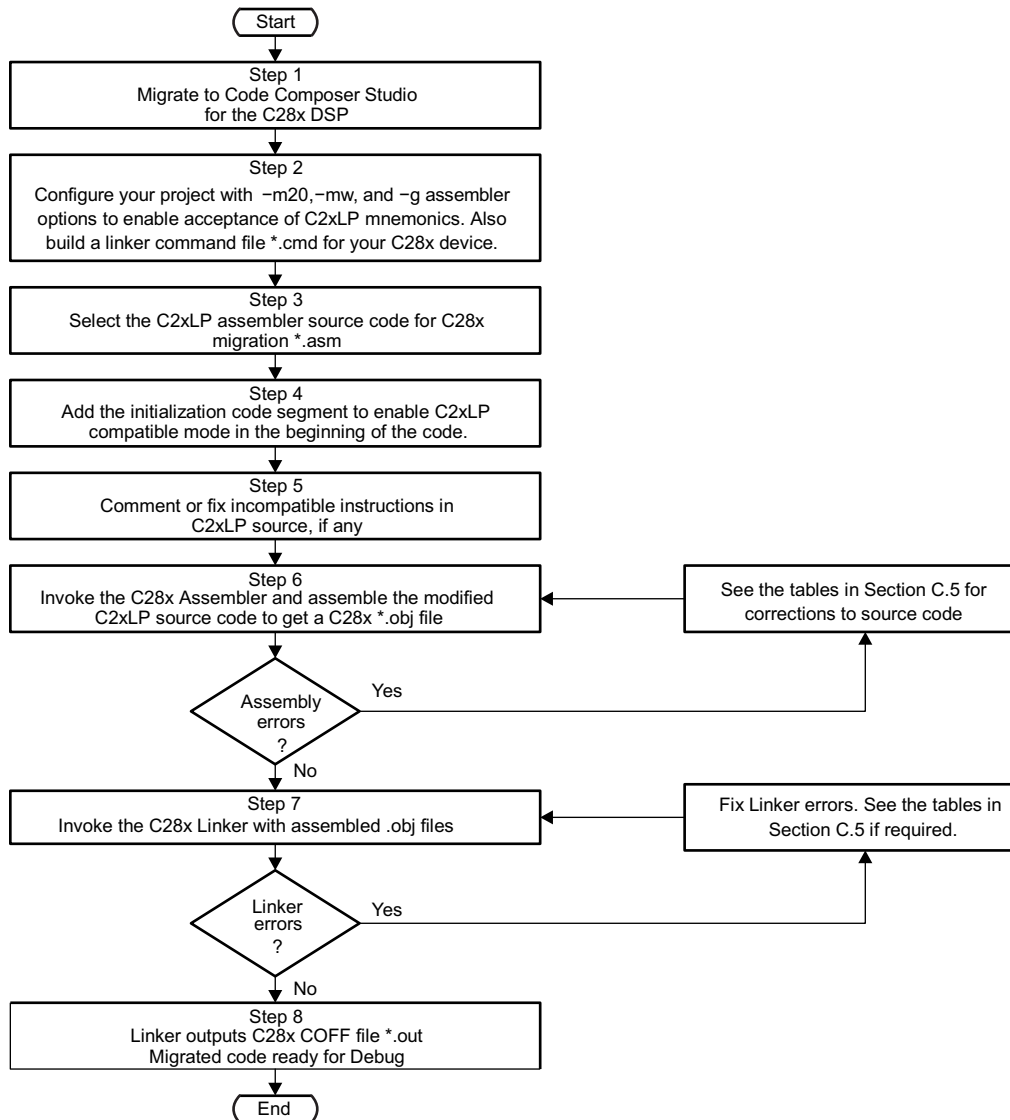 Start
Step 1
Migrate to Code Composer Studio
for the C28x DSP
Step 2
Configure your project with −m20,−mw, and −g assembler
options to enable acceptance of C2xLP mnemonics. Also
build a linker command file *.cmd for your C28x device.
Step 3
Select the C2xLP assembler source code for C28x
migration *.asm
Step 4
Add the initialization code segment to enable C2xLP
compatible mode in the beginning of the code.
Step 5
Comment or fix incompatible instructions in
C2xLP source, if any
Step 6
Invoke the C28x Assembler and assemble the modified
C2xLP source code to get a C28x *.obj file
See the tables in Section C.5 for
corrections to source code
Assembly
errors
?
Yes
No
Step 7
Invoke the C28x Linker with assembled .obj files
Fix Linker errors. See the tables in
Section C.5 if required.
Linker
errors
?
Yes
No
Step 8
Linker outputs C28x COFF file *.out
Migrated code ready for Debug
End